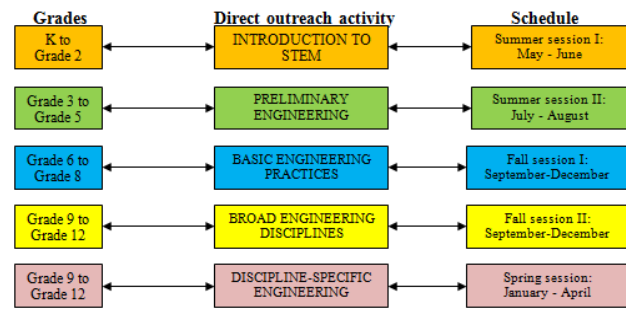 Grades Direct outreach activity Schedule
K to
Grade 2
INTRODUCTION TO
STEM
Summer session I:
May - June
Grade 3 to
Grade 5
PRELIMINARY
ENGINEERING
Summer session II:
July - August
Grade 6 to
Grade 8
BASIC ENGINEERING
PRACTICES
Fall session I:
September-December
Grade 9 to
Grade 12
BROAD ENGINEERING
DISCIPLINES
Fall session II:
September-December
Grade 9 to
Grade 12
DISCIPLINE-SPECIFIC
ENGINEERING
Spring session:
January - April